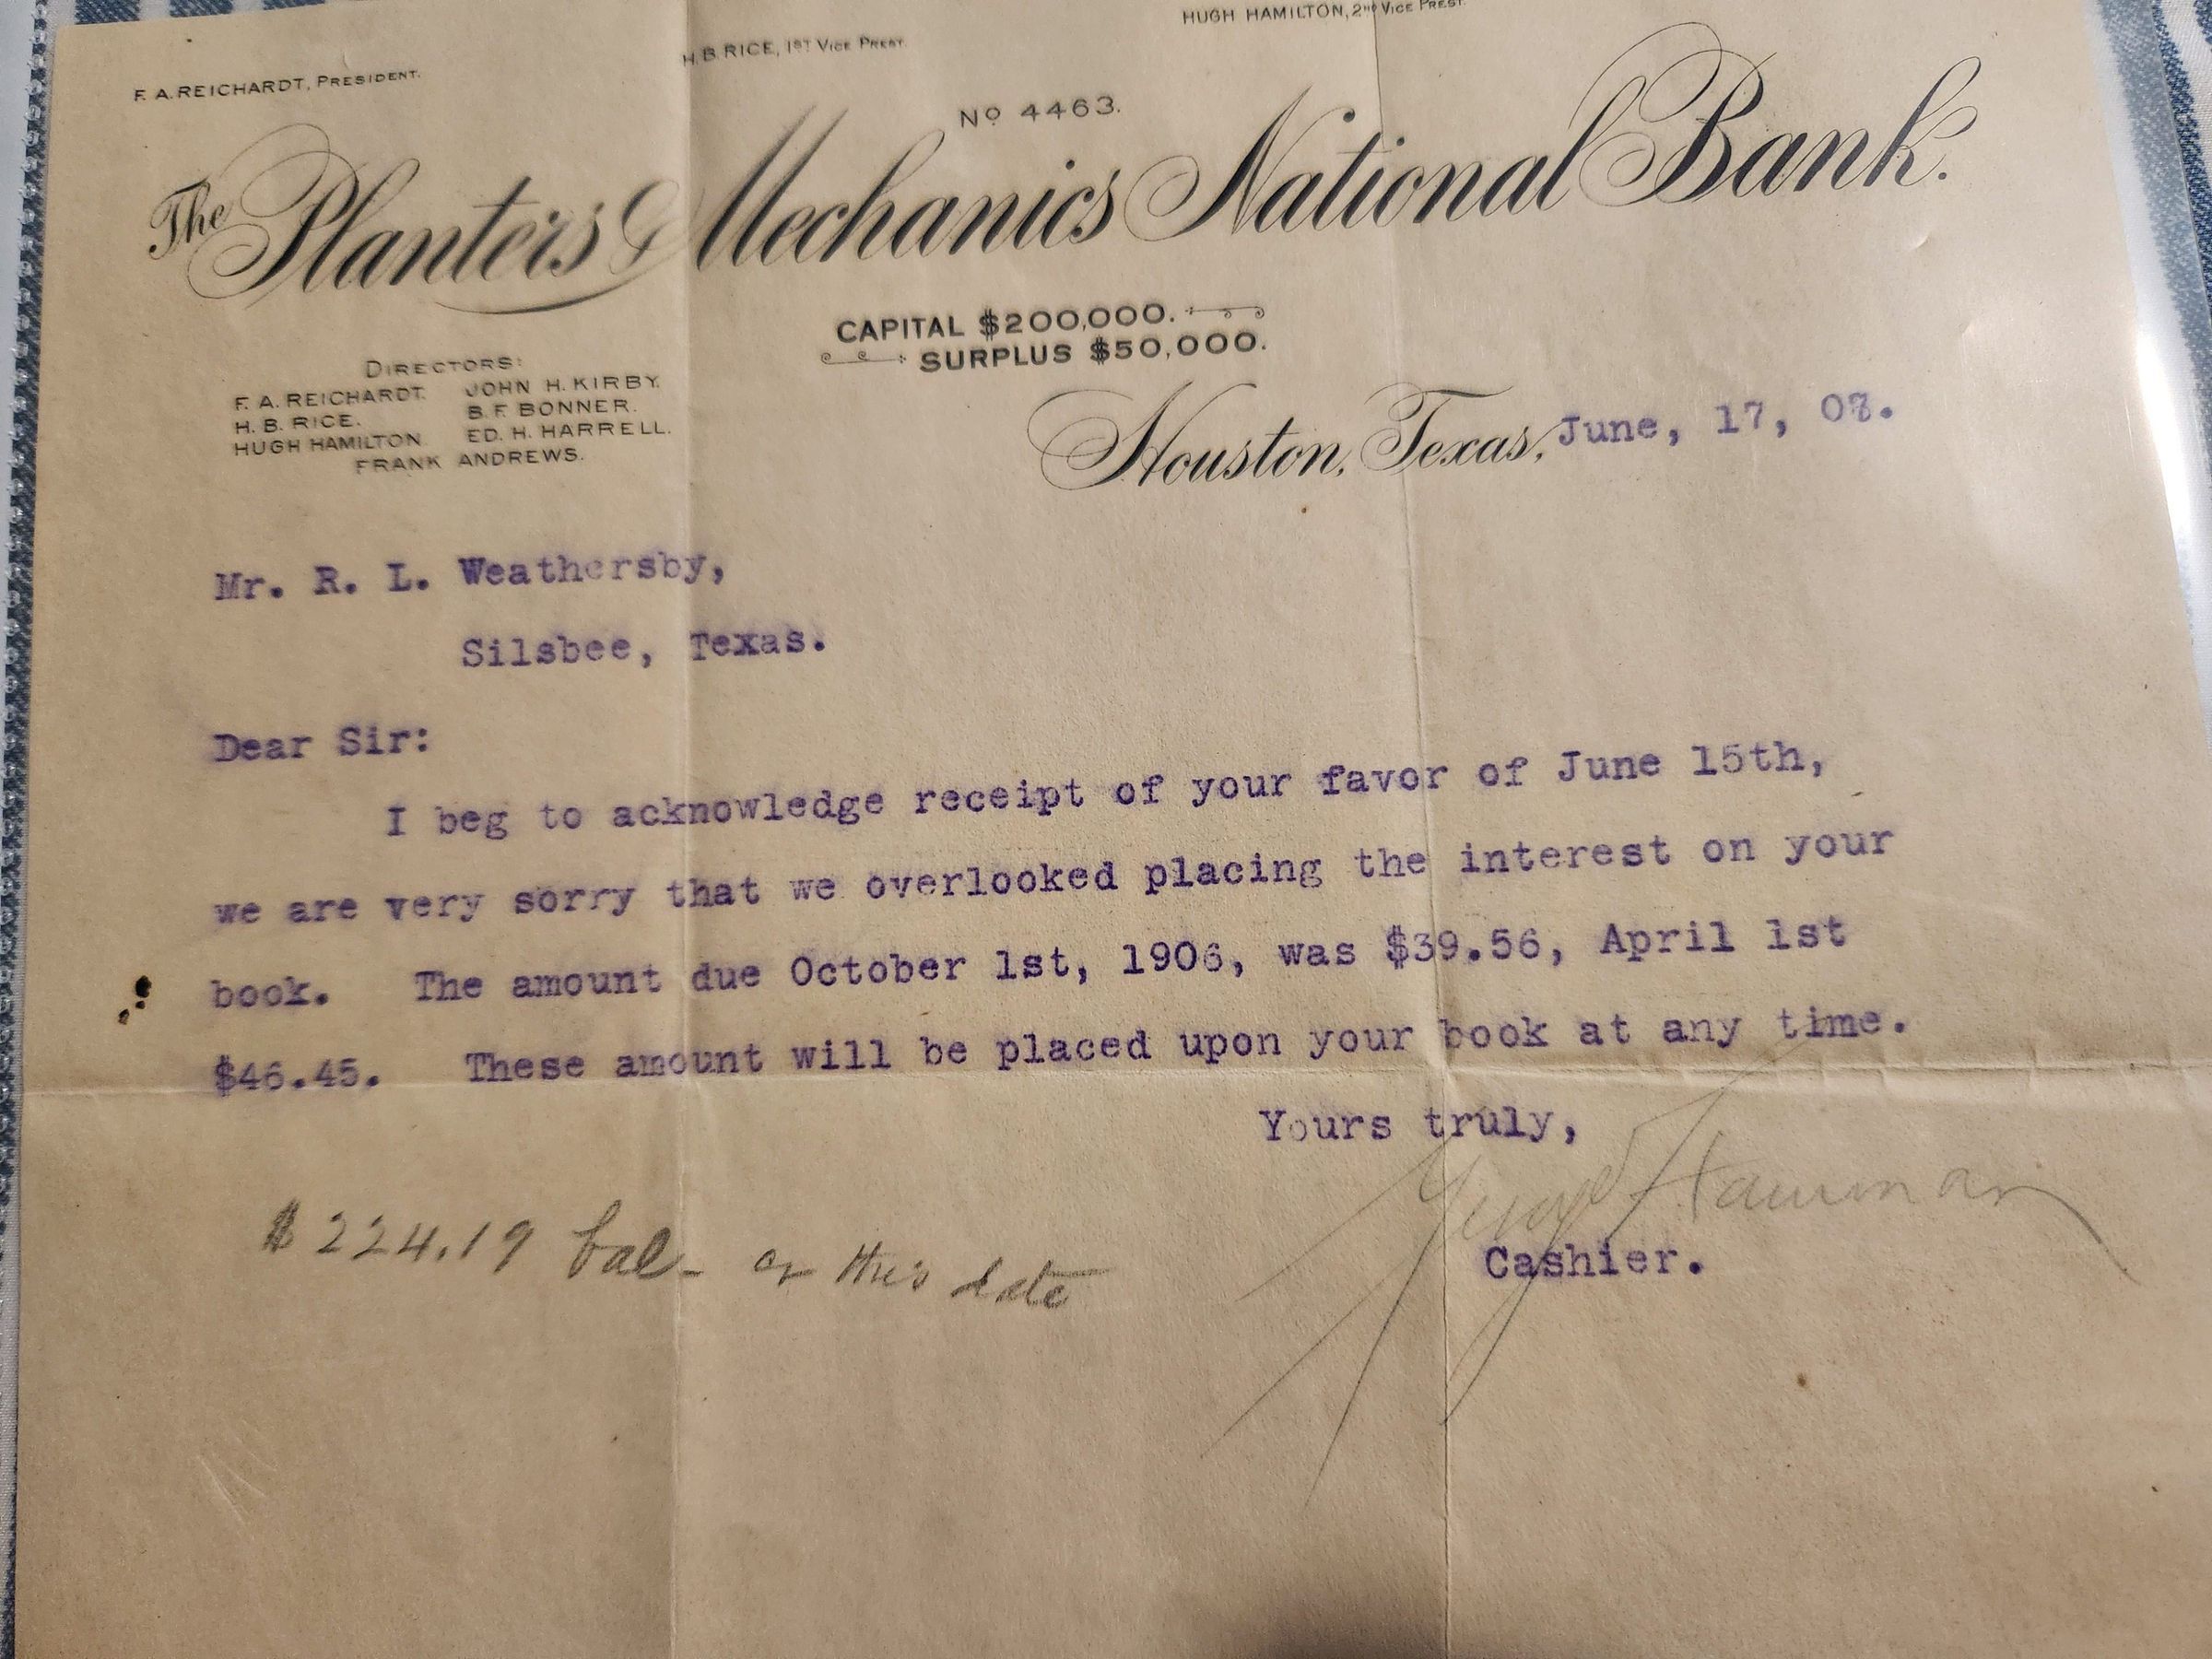 HUGH HAMILTON, 2ND VICE PREST.
H. B. RICE, 1ST VICE PREST.
F. A. REICHARDT, PRESIDENT.
No 4463.
The Planters & Mechanics National Bank.
CAPITAL $200,000.
SURPLUS $50,000.
DIRECTORS:
F. A. REICHARDT. JOHN H. KIRBY.
H. B. RICE. B. F. BONNER.
HUGH HAMILTON ED. H. HARRELL.
FRANK ANDREWS.
Houston, Texas, June, 17, 07.
Mr. R. L. Weathersby,
Silsbee, Texas.
Dear Sir:
I beg to acknowledge receipt of your favor of June 15th,
we are very sorry that we overlooked placing the interest on your
book. The amount due October 1st, 1906, was $39.56, April 1st
$46.45. These amount will be placed upon your book at any time.
Yours truly,
Cashier.
$224.19 bal- on this date